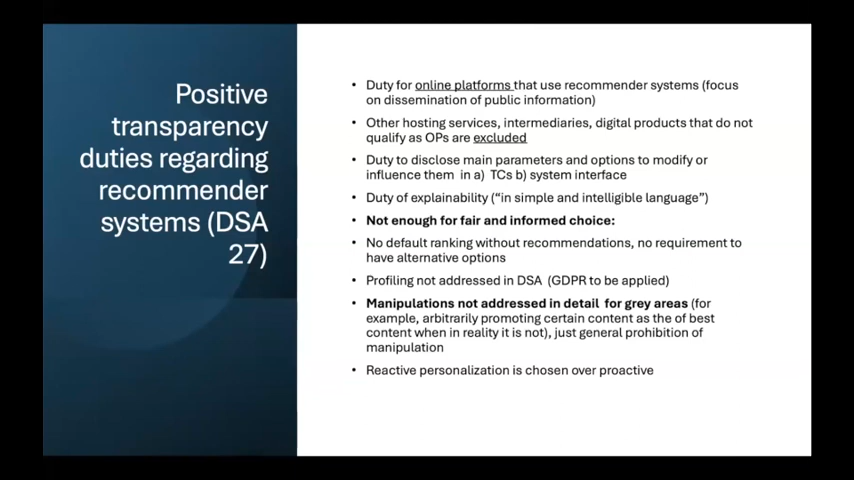 Positive
transparency
duties regarding
recommender
systems (DSA
27)
• Duty for online platforms that use recommender systems (focus
on dissemination of public information)
• Other hosting services, intermediaries, digital products that do not
qualify as OPs are excluded
• Duty to disclose main parameters and options to modify or
influence them in a) TCs b) system interface
• Duty of explainability (“in simple and intelligible language”)
• Not enough for fair and informed choice:
• No default ranking without recommendations, no requirement to
have alternative options
• Profiling not addressed in DSA (GDPR to be applied)
• Manipulations not addressed in detail for grey areas (for
example, arbitrarily promoting certain content as the of best
content when in reality it is not), just general prohibition of
manipulation
• Reactive personalization is chosen over proactive